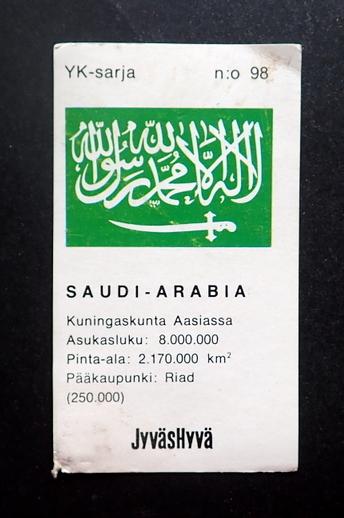 YK-sarja n:o 98
لا إله إلا الله محمد رسول الله
SAUDI-ARABIA
Kuningaskunta Aasiassa
Asukasluku: 8.000.000
Pinta-ala: 2.170.000 km²
Pääkaupunki: Riad
(250.000)
JyväsHyvä